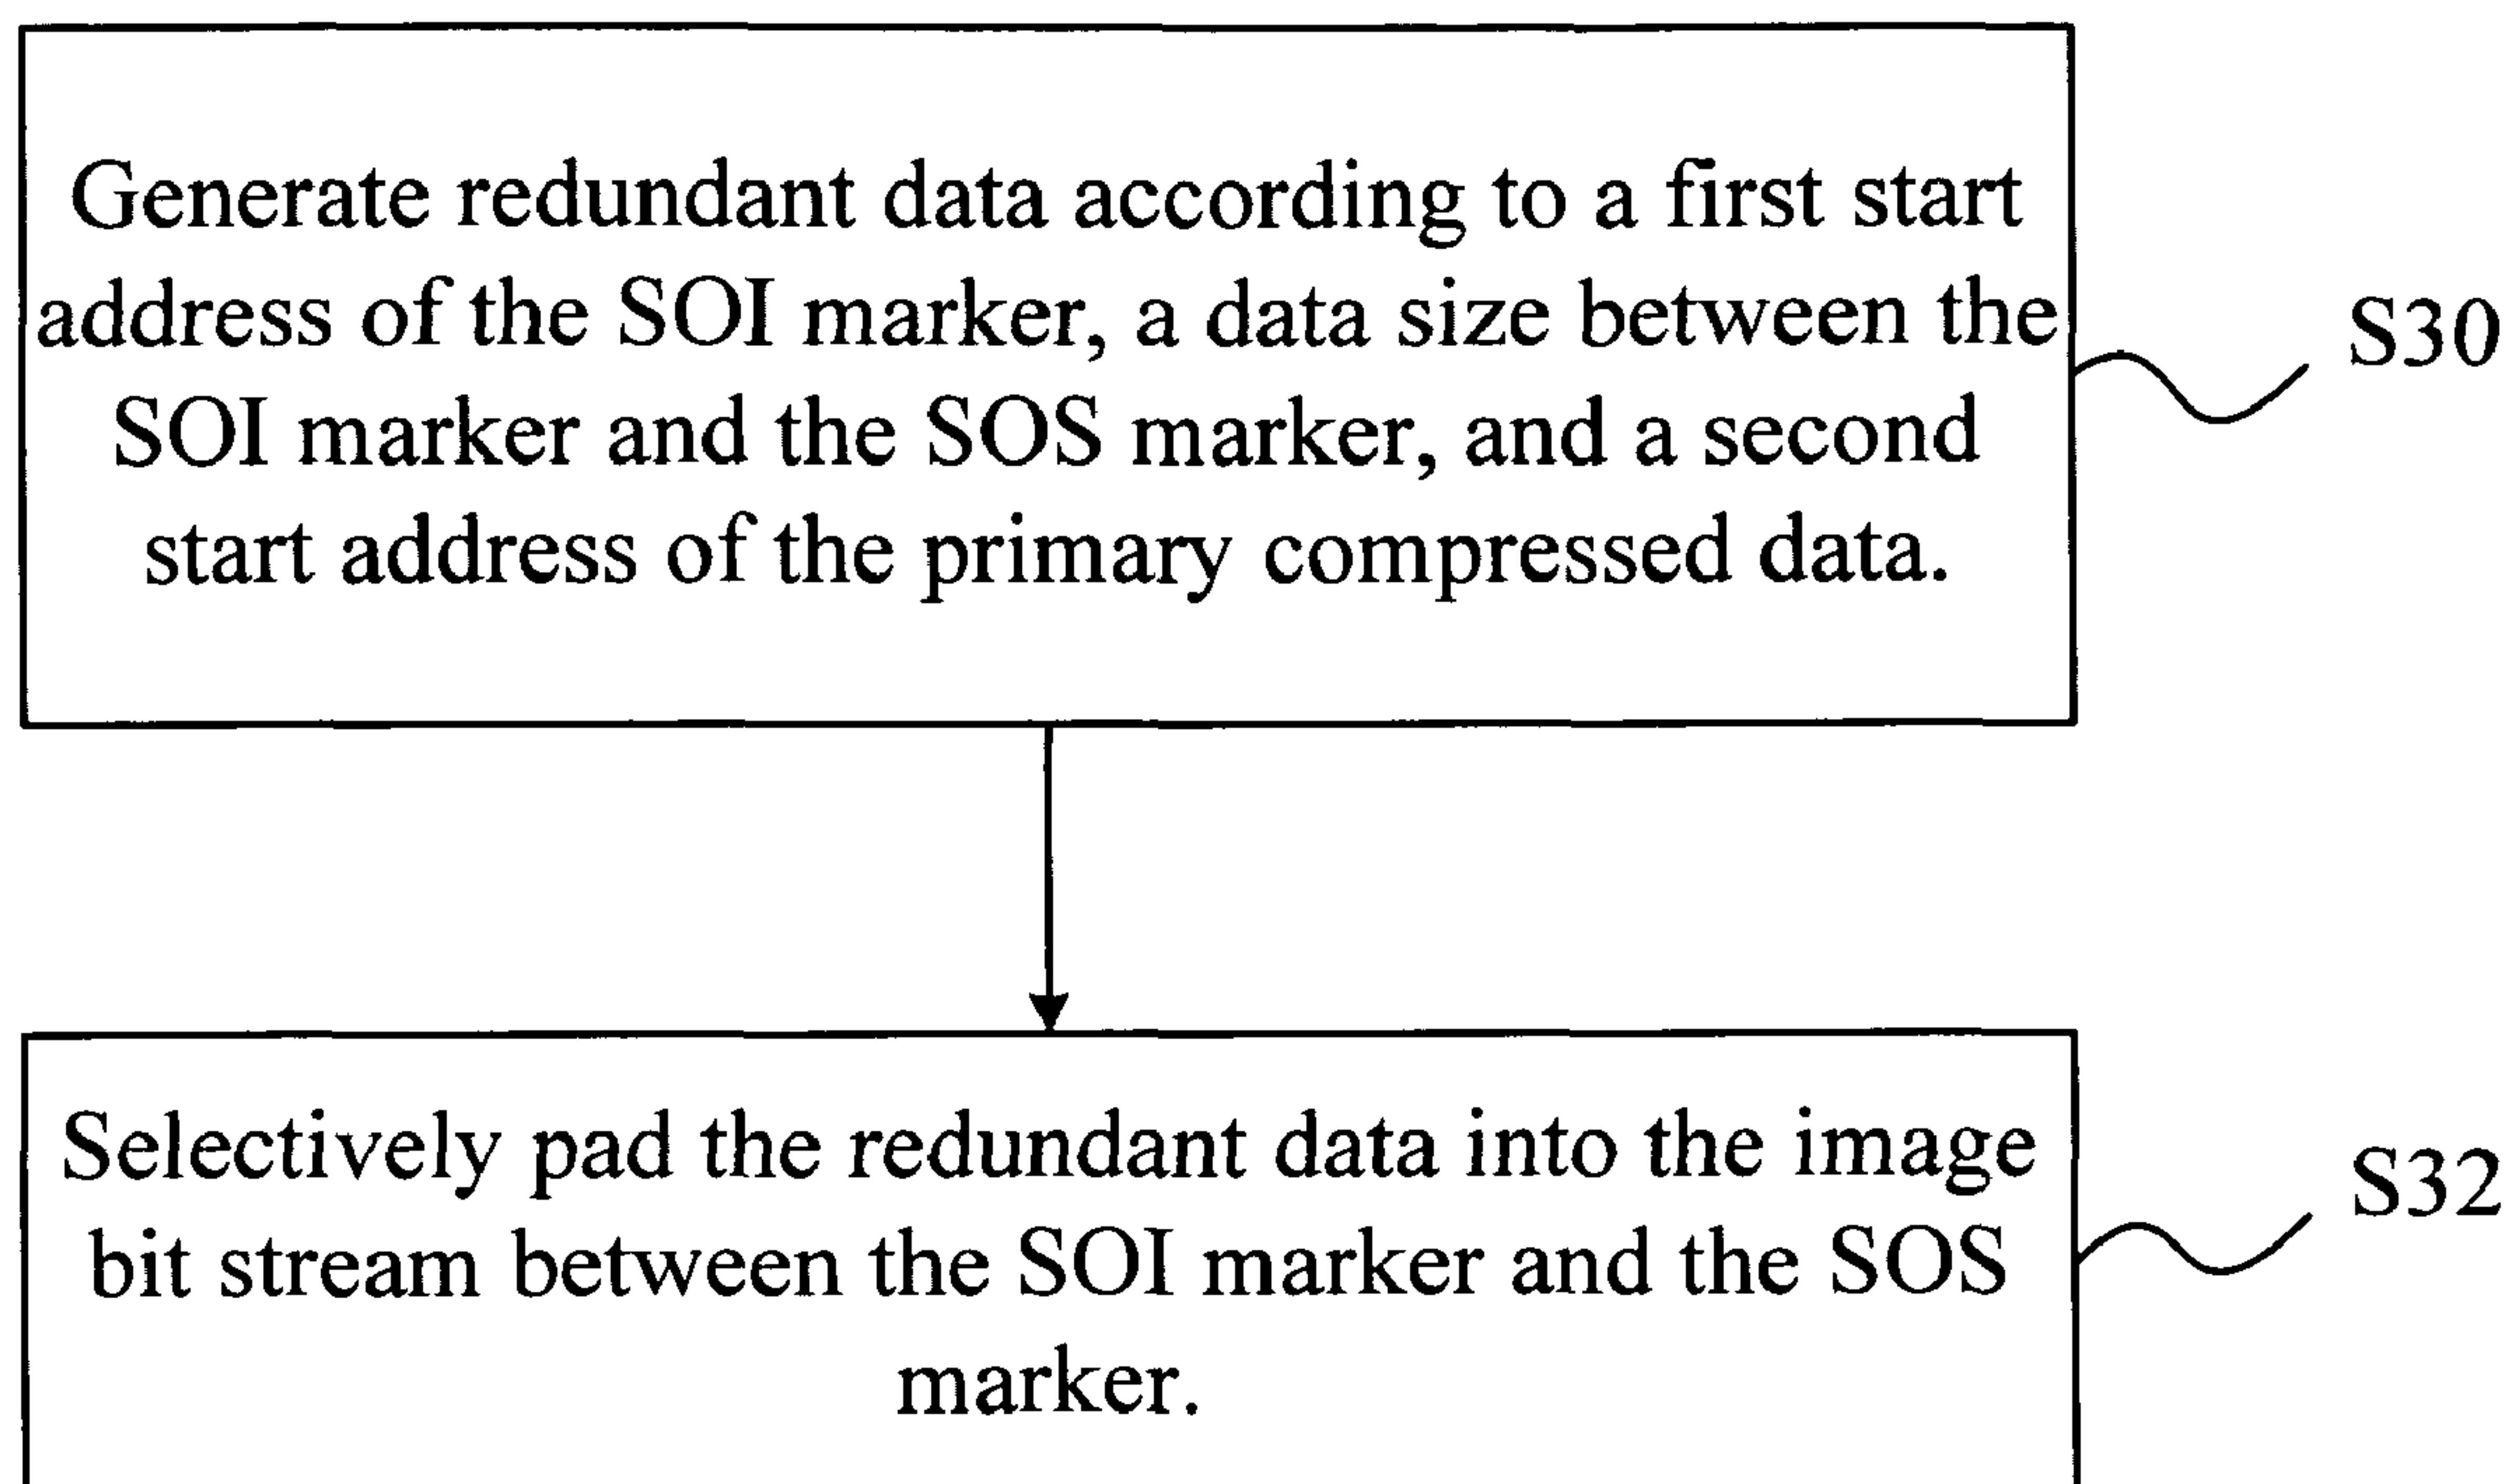 Generate redundant data according to a first start
address of the SOI marker, a data size between the
SOI marker and the SOS marker, and a second
start address of the primary compressed data.
S30
Selectively pad the redundant data into the image
bit stream between the SOI marker and the SOS
marker.
S32